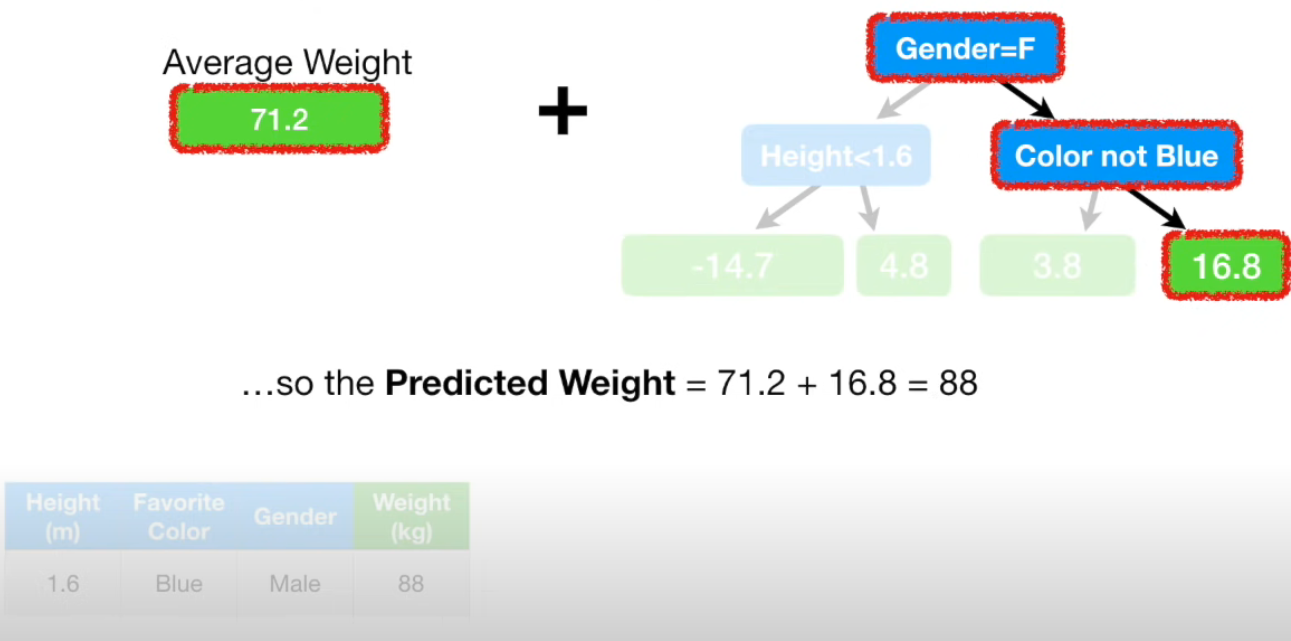 Average Weight
71.2
+
Gender=F
Height<1.6
Color not Blue
-14.7
4.8
3.8
16.8
...so the Predicted Weight = 71.2 + 16.8 = 88
Height (m)
Favorite Color
Gender
Weight (kg)
1.6
Blue
Male
88